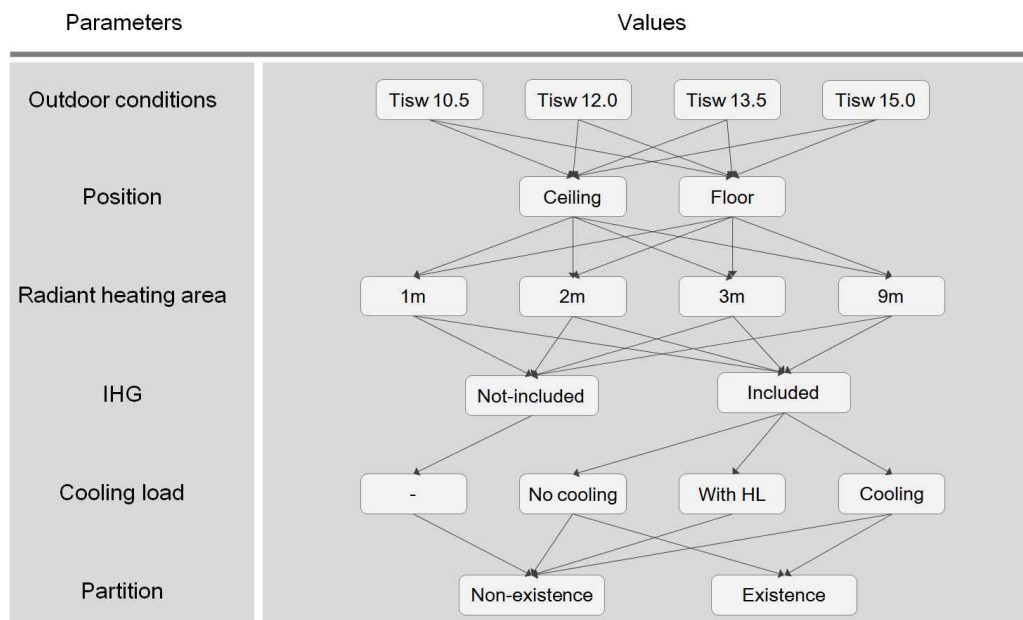 Parameters Values
Outdoor conditions Tisw 10.5 Tisw 12.0 Tisw 13.5 Tisw 15.0
Position Ceiling Floor
Radiant heating area 1m 2m 3m 9m
IHG Not-included Included
Cooling load - No cooling With HL Cooling
Partition Non-existence Existence